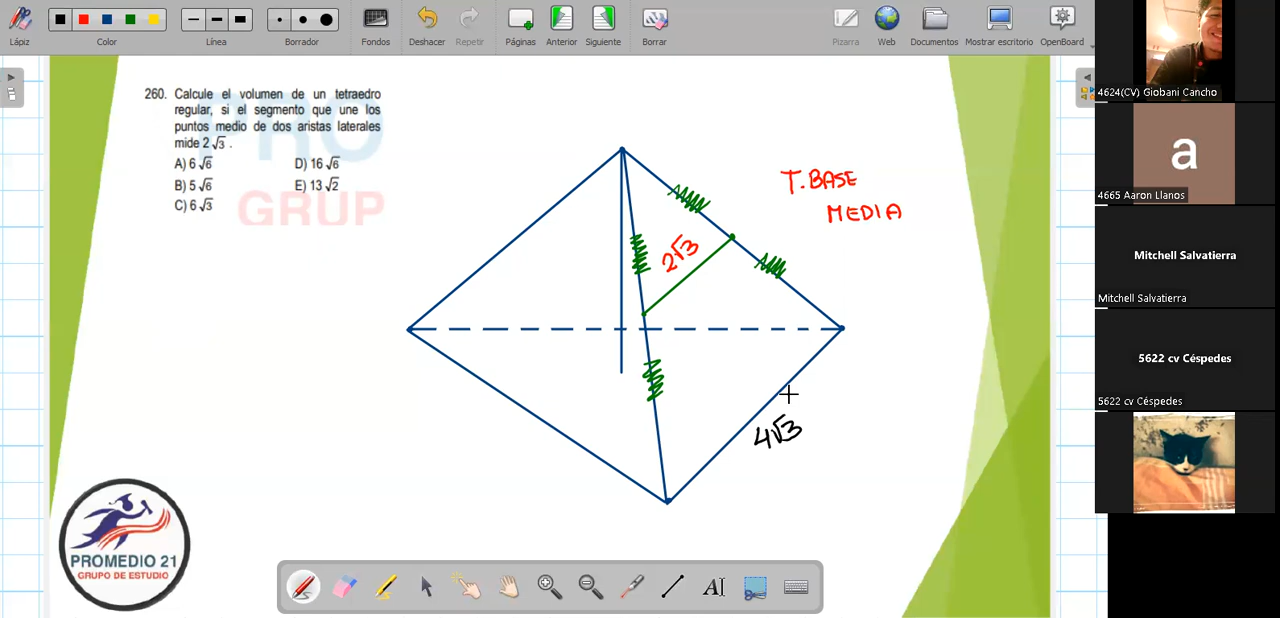 Lápiz
Color
Línea
Borrador
Fondos
Deshacer
Repetir
Páginas
Anterior
Siguiente
Borrar
Pizarra
Web
Documentos
Mostrar escritorio
OpenBoard
260. Calcule el volumen de un tetraedro
regular, si el segmento que une los
puntos medio de dos aristas laterales
mide 2√3 .
A) 6√6
D) 16√6
B) 5√6
E) 13√2
C) 6√3
PRO
GRUP
T. BASE
MEDIA
2√3
4√3
PROMEDIO 21
GRUPO DE ESTUDIO
AI
4624(CV) Giobani Cancho
a
4665 Aaron Llanos
Mitchell Salvatierra
Mitchell Salvatierra
5622 cv Céspedes
5622 cv Céspedes